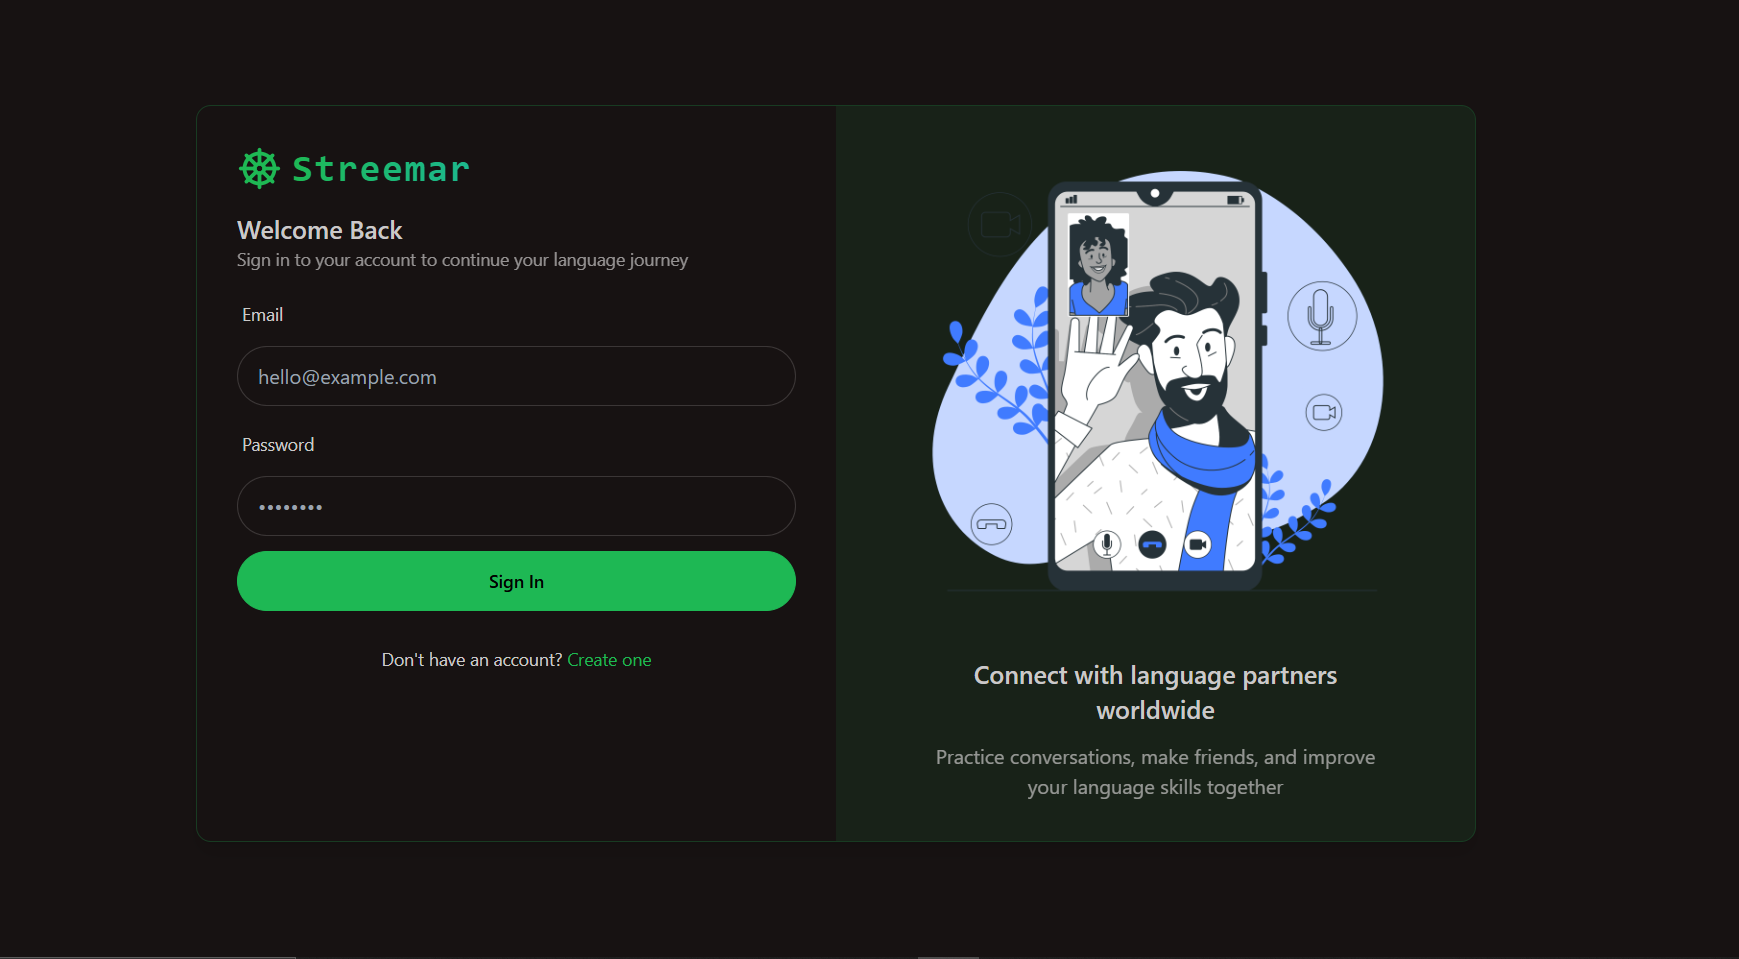 Streemar
Welcome Back
Sign in to your account to continue your language journey
Email
hello@example.com
Password
••••••••
Sign In
Don't have an account? Create one
Connect with language partners
worldwide
Practice conversations, make friends, and improve
your language skills together